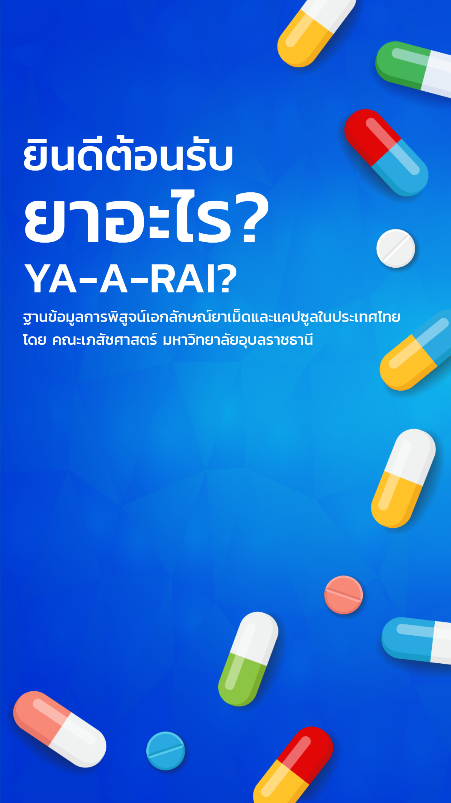 ยินดีต้อนรับ
ยาอะไร?
YA-A-RAI?
ฐานข้อมูลการพิสูจน์เอกลักษณ์ยาเม็ดและแคปซูลในประเทศไทย
โดย คณะเภสัชศาสตร์ มหาวิทยาลัยอุบลราชธานี